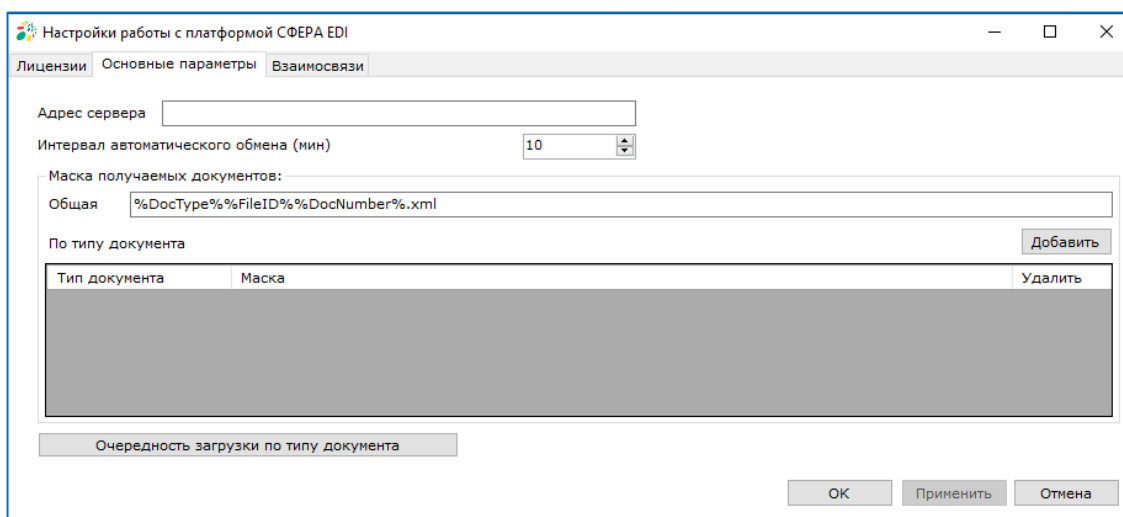 Настройки работы с платформой СФЕРА EDI
Лицензии Основные параметры Взаимосвязи
Адрес сервера
Интервал автоматического обмена (мин) 10
Маска получаемых документов:
Общая %DocType%%FileID%%DocNumber%.xml
По типу документа Добавить
Тип документа Маска Удалить
Очередность загрузки по типу документа
OK Применить Отмена